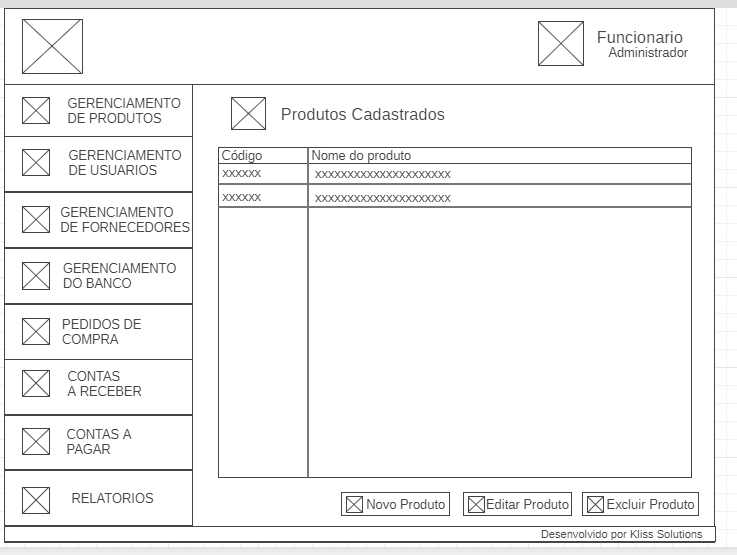 Funcionario
Administrador
GERENCIAMENTO
DE PRODUTOS
GERENCIAMENTO
DE USUARIOS
GERENCIAMENTO
DE FORNECEDORES
GERENCIAMENTO
DO BANCO
PEDIDOS DE
COMPRA
CONTAS
A RECEBER
CONTAS A
PAGAR
RELATORIOS
Produtos Cadastrados
Código Nome do produto
xxxxxx xxxxxxxxxxxxxxxxxxxxx
xxxxxx xxxxxxxxxxxxxxxxxxxxx
Novo Produto Editar Produto Excluir Produto
Desenvolvido por Kliss Solutions